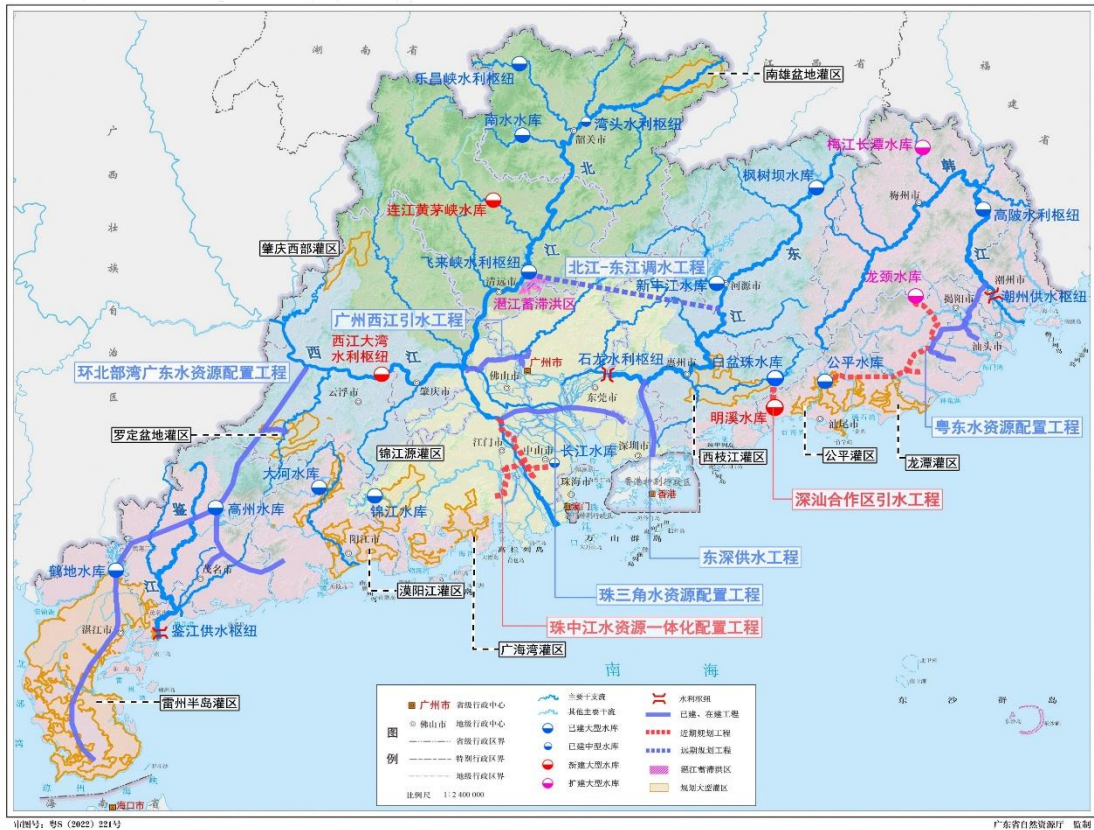 湖南省
江西省
福建省
广西壮族自治区
乐昌峡水利枢纽
南雄盆地灌区
南水水库
湾头水利枢纽
韶关市
北江
梅江长潭水库
枫树坝水库
梅州市
韩江
高陂水利枢纽
连江黄茅峡水库
肇庆西部灌区
飞来峡水利枢纽
清远市
北江-东江调水工程
新丰江水库
河源市
东江
龙颈水库
潮州市
揭阳市
潮州供水枢纽
汕头市
潖江蓄滞洪区
广州西江引水工程
西江大湾
水利枢纽
西江
广州市
石龙水利枢纽
惠州市
白盆珠水库
公平水库
环北部湾广东水资源配置工程
云浮市
肇庆市
佛山市
东莞市
明溪水库
汕尾市
粤东水资源配置工程
罗定盆地灌区
锦江源灌区
江门市
中山市
长江水库
深圳市
西枝江灌区
公平灌区
龙潭灌区
大河水库
锦江水库
珠海市
澳门
香港特别行政区
香港
深汕合作区引水工程
鉴江
高州水库
阳江市
万山群岛
东深供水工程
鹤地水库
茂名市
漠阳江灌区
珠三角水资源配置工程
湛江市
鉴江供水枢纽
珠中江水资源一体化配置工程
广海湾灌区
南海
雷州半岛灌区
东沙群岛
琼州海峡
海南省
海口市
图例
广州市 省级行政中心
佛山市 地级行政中心
省级行政区界
特别行政区界
地级行政区界
比例尺 1:2 400 000
主要干支流
其他主要干流
已建大型水库
已建中型水库
新建大型水库
扩建大型水库
水利枢纽
已建、在建工程
近期规划工程
远期规划工程
潖江蓄滞洪区
规划大型灌区
审图号：粤S（2022）221号
广东省自然资源厅 监制